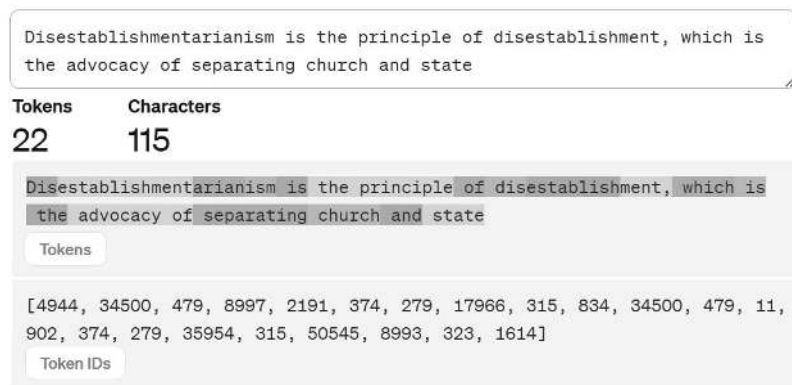 Disestablishmentarianism is the principle of disestablishment, which is
the advocacy of separating church and state
Tokens Characters
22 115
Disestablishmentarianism is the principle of disestablishment, which is
the advocacy of separating church and state
Tokens
[4944, 34500, 479, 8997, 2191, 374, 279, 17966, 315, 834, 34500, 479, 11,
902, 374, 279, 35954, 315, 50545, 8993, 323, 1614]
Token IDs